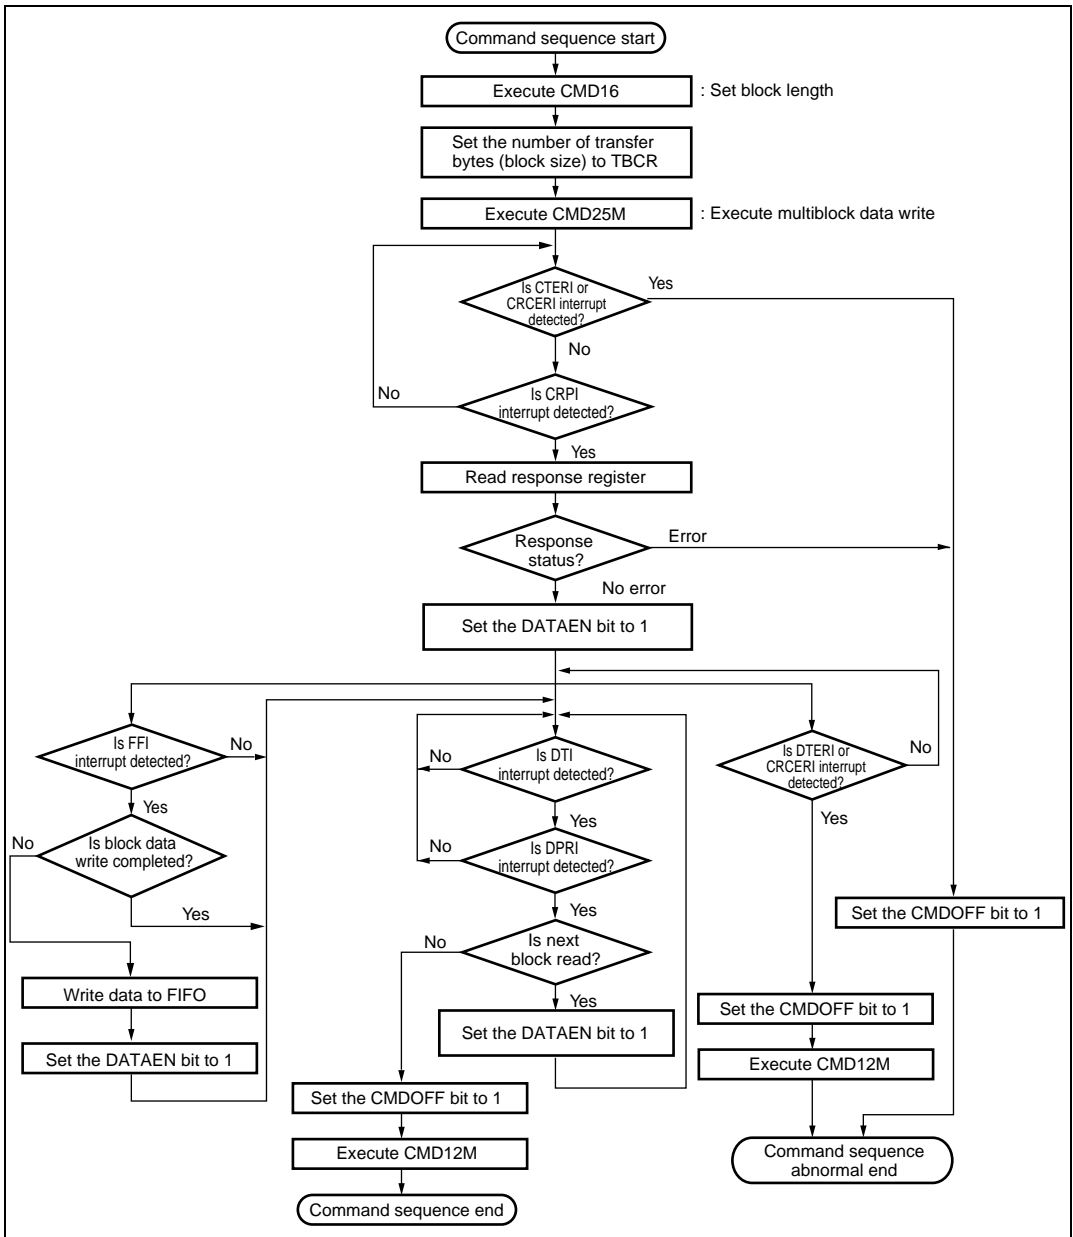 Command sequence start
Execute CMD16
: Set block length
Set the number of transfer
bytes (block size) to TBCR
Execute CMD25M
: Execute multiblock data write
Is CTERI or
CRCERI interrupt
detected?
Yes
No
Is CRPI
interrupt detected?
No
Yes
Read response register
Response
status?
Error
No error
Set the DATAEN bit to 1
Is FFI
interrupt detected?
No
Yes
Is block data
write completed?
No
Yes
Write data to FIFO
Set the DATAEN bit to 1
Is DTI
interrupt detected?
No
Yes
Is DPRI
interrupt detected?
No
Yes
Is next
block read?
No
Yes
Set the DATAEN bit to 1
Set the CMDOFF bit to 1
Execute CMD12M
Command sequence end
Is DTERI or
CRCERI interrupt
detected?
No
Yes
Set the CMDOFF bit to 1
Set the CMDOFF bit to 1
Execute CMD12M
Command sequence
abnormal end